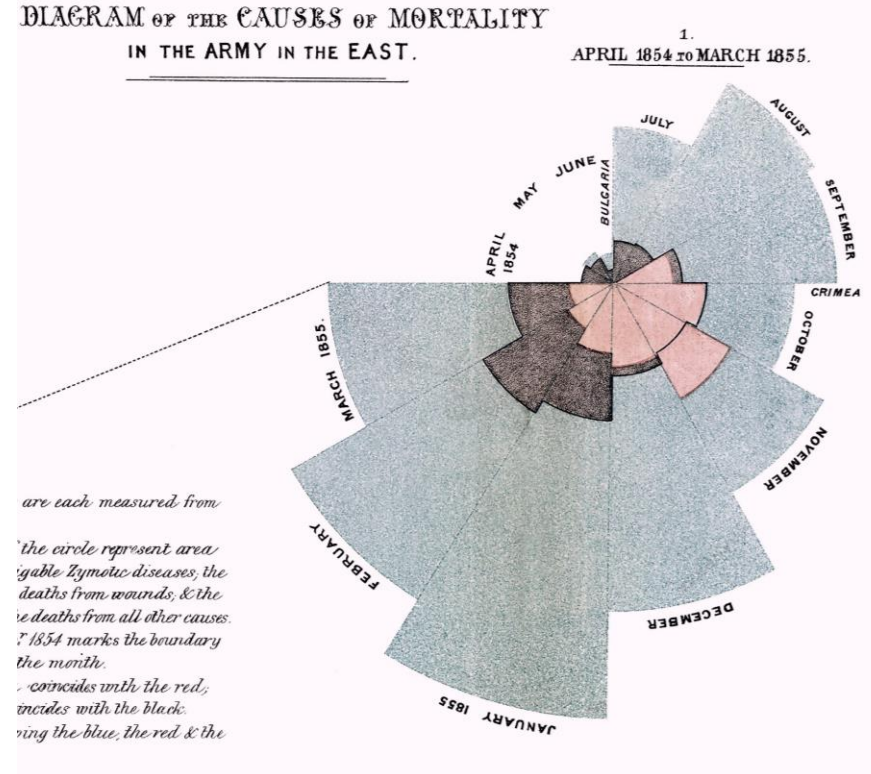 DIAGRAM OF THE CAUSES OF MORTALITY
IN THE ARMY IN THE EAST.
1.
APRIL 1854 TO MARCH 1855.
JULY
AUGUST
SEPTEMBER
CRIMEA
OCTOBER
NOVEMBER
DECEMBER
JANUARY 1855
FEBRUARY
MARCH 1855.
APRIL
1854
MAY
JUNE
BULGARIA
are each measured from
the circle represent area
igable Zymotic diseases; the
deaths from wounds; & the
e deaths from all other causes.
1854 marks the boundary
the month.
coincides with the red;
incides with the black.
ing the blue, the red & the